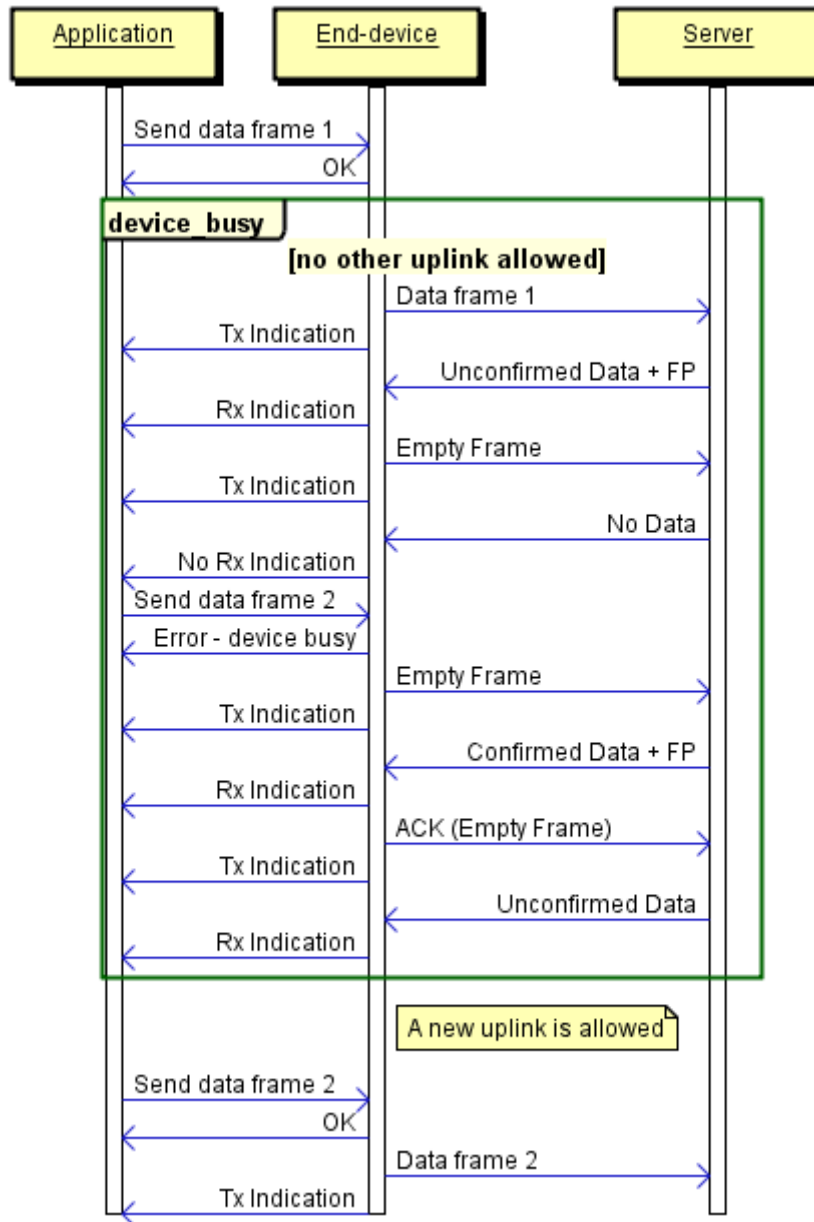 Application
End-device
Server
Send data frame 1
OK
device_busy
[no other uplink allowed]
Data frame 1
Tx Indication
Unconfirmed Data + FP
Rx Indication
Empty Frame
Tx Indication
No Data
No Rx Indication
Send data frame 2
Error - device busy
Empty Frame
Tx Indication
Confirmed Data + FP
Rx Indication
ACK (Empty Frame)
Tx Indication
Unconfirmed Data
Rx Indication
A new uplink is allowed
Send data frame 2
OK
Data frame 2
Tx Indication